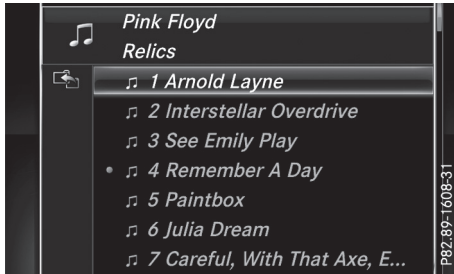 Pink Floyd
Relics
1 Arnold Layne
2 Interstellar Overdrive
3 See Emily Play
4 Remember A Day
5 Paintbox
6 Julia Dream
7 Careful, With That Axe, E...
P82.89-1608-31